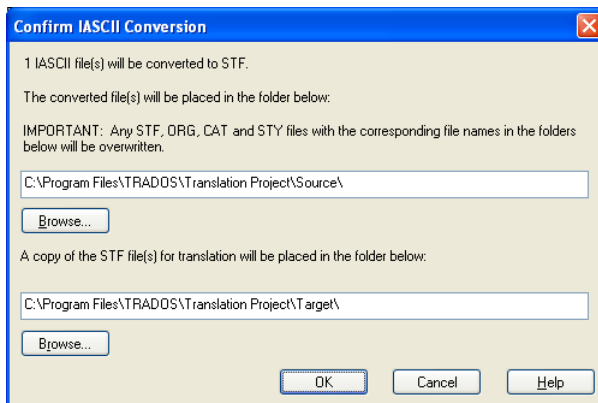 Confirm IASCII Conversion
1 IASCII file(s) will be converted to STF.
The converted file(s) will be placed in the folder below:
IMPORTANT: Any STF, ORG, CAT and STY files with the corresponding file names in the folders
below will be overwritten.
C:\Program Files\TRADOS\Translation Project\Source\
Browse...
A copy of the STF file(s) for translation will be placed in the folder below:
C:\Program Files\TRADOS\Translation Project\Target\
Browse...
OK Cancel Help